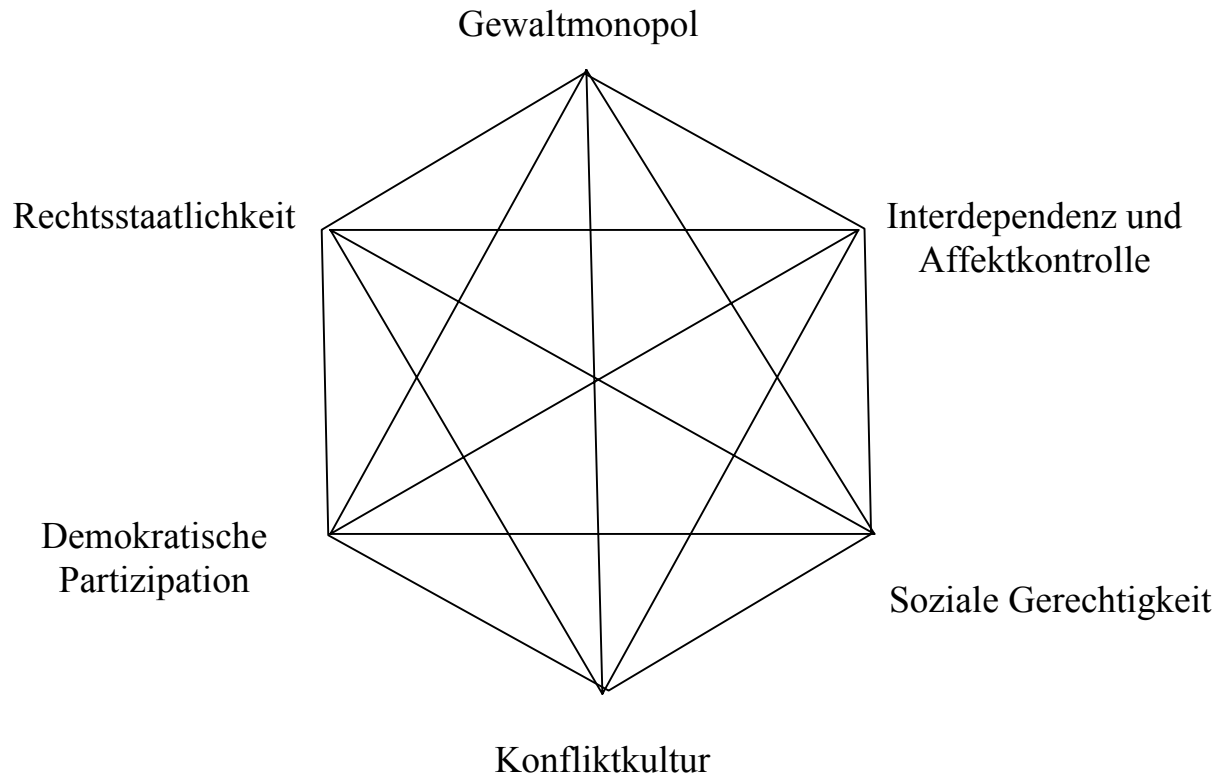 Gewaltmonopol
Rechtsstaatlichkeit
Interdependenz und
Affektkontrolle
Demokratische
Partizipation
Soziale Gerechtigkeit
Konfliktkultur